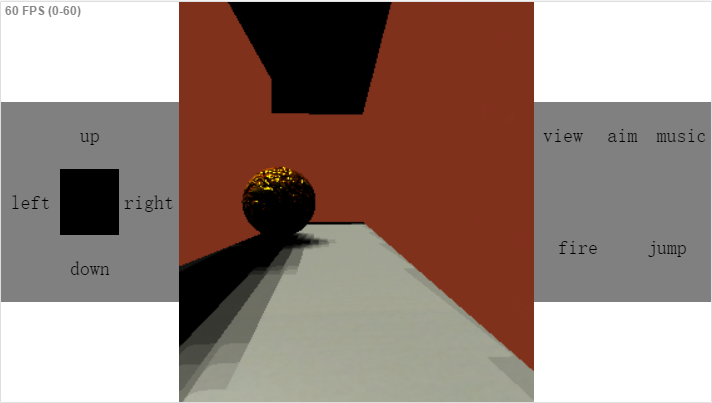 60 FPS (0-60)
up
left right
down
view aim music
fire jump